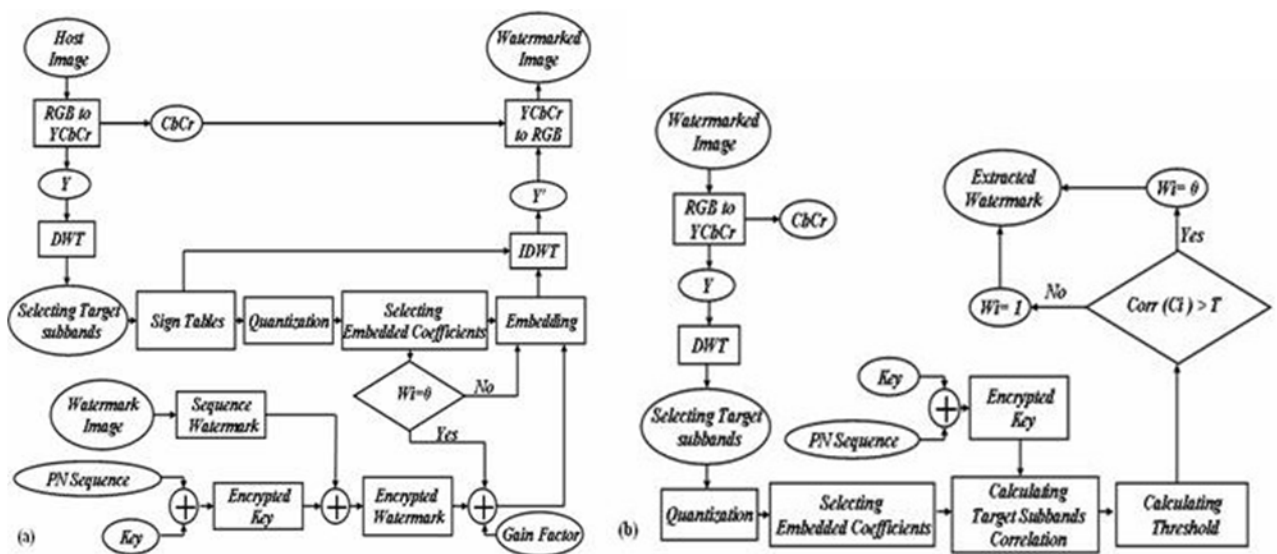 Host
Image
RGB to
YCbCr
CbCr
Y
DWT
Selecting Target
subbands
Sign Tables
Quantization
Selecting
Embedded Coefficients
Embedding
IDWT
Y'
YCbCr
to RGB
Watermarked
Image
Wi=0
No
Yes
Watermark
Image
Sequence
Watermark
PN Sequence
Key
Encrypted
Key
Encrypted
Watermark
Gain Factor
(a)
Watermarked
Image
RGB to
YCbCr
CbCr
Y
DWT
Selecting Target
subbands
Quantization
Selecting
Embedded Coefficients
Key
PN Sequence
Encrypted
Key
Calculating
Target Subbands
Correlation
Calculating
Threshold
Corr (Ci) > T
Yes
No
Wi= 0
Wi= 1
Extracted
Watermark
(b)